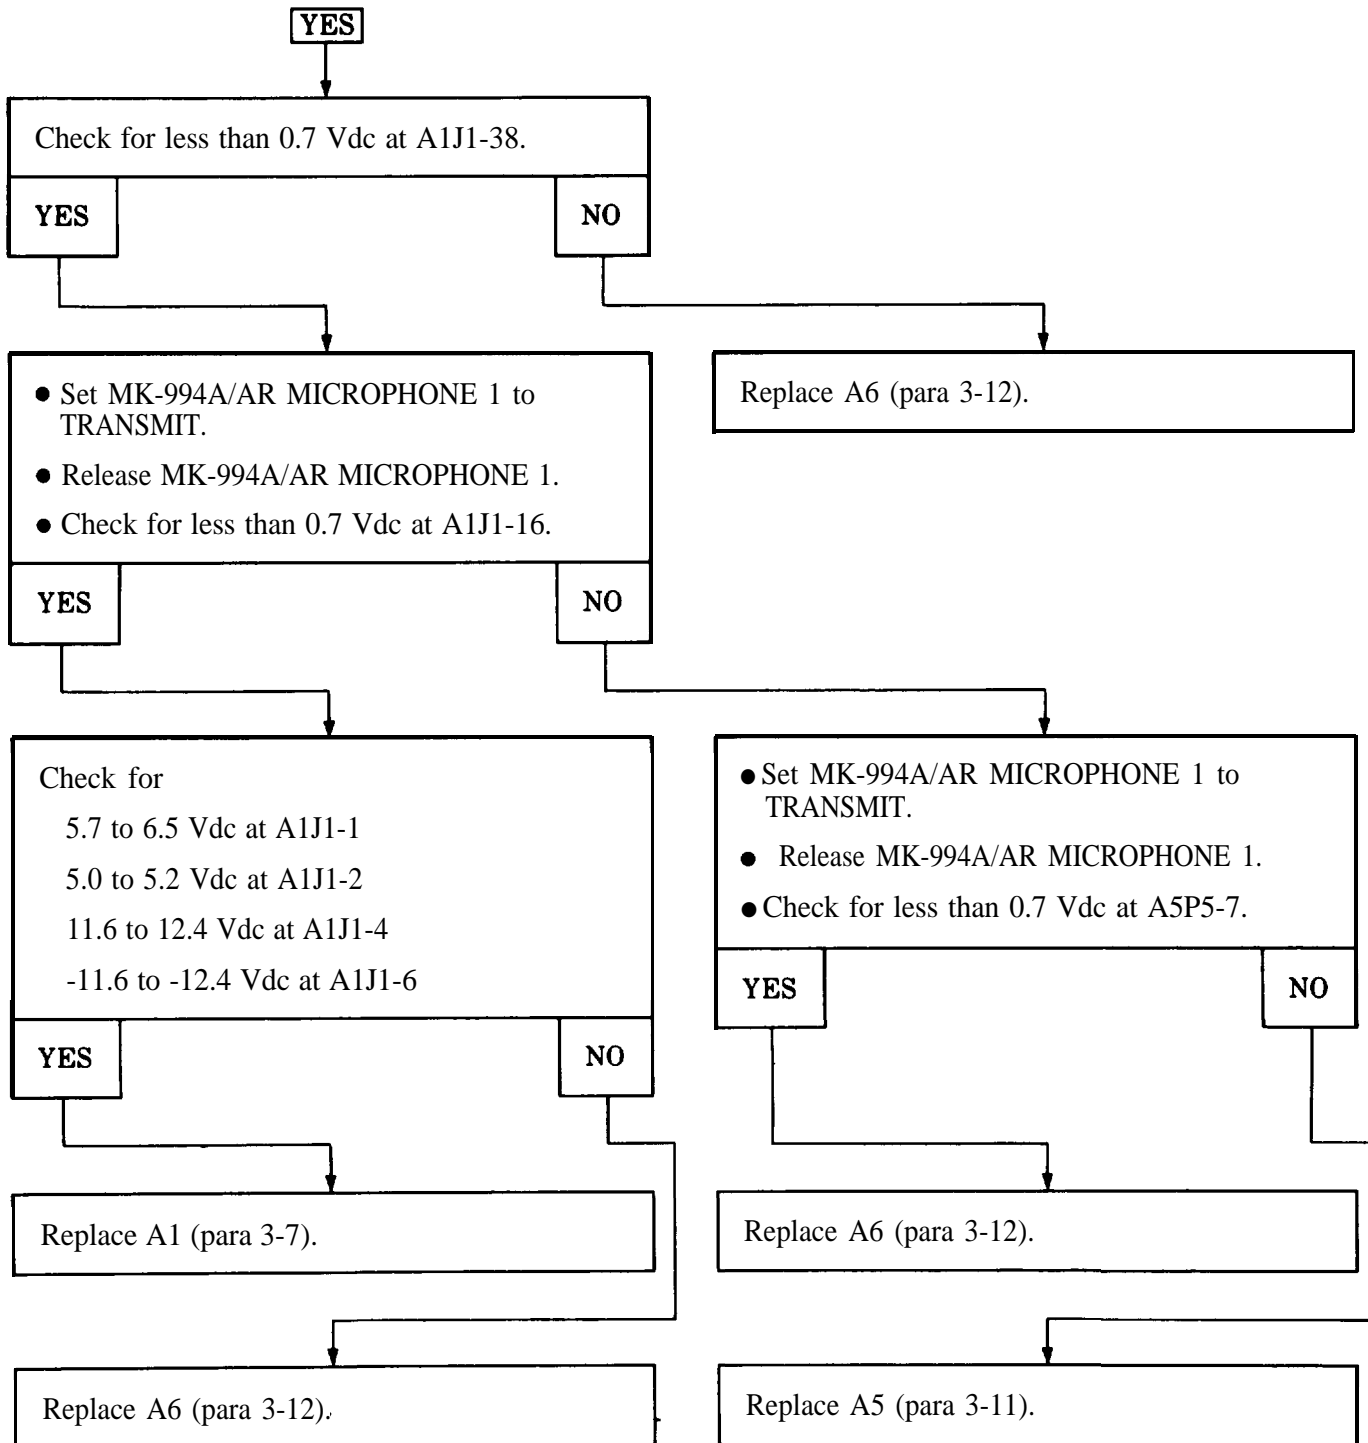 YES
Check for less than 0.7 Vdc at A1J1-38.
YES
NO
● Set MK-994A/AR MICROPHONE 1 to
TRANSMIT.
● Release MK-994A/AR MICROPHONE 1.
● Check for less than 0.7 Vdc at A1J1-16.
Replace A6 (para 3-12).
YES
NO
Check for
5.7 to 6.5 Vdc at A1J1-1
5.0 to 5.2 Vdc at A1J1-2
11.6 to 12.4 Vdc at A1J1-4
-11.6 to -12.4 Vdc at A1J1-6
YES
NO
● Set MK-994A/AR MICROPHONE 1 to
TRANSMIT.
● Release MK-994A/AR MICROPHONE 1.
● Check for less than 0.7 Vdc at A5P5-7.
YES
NO
Replace A1 (para 3-7).
Replace A6 (para 3-12).
Replace A6 (para 3-12).
Replace A5 (para 3-11).